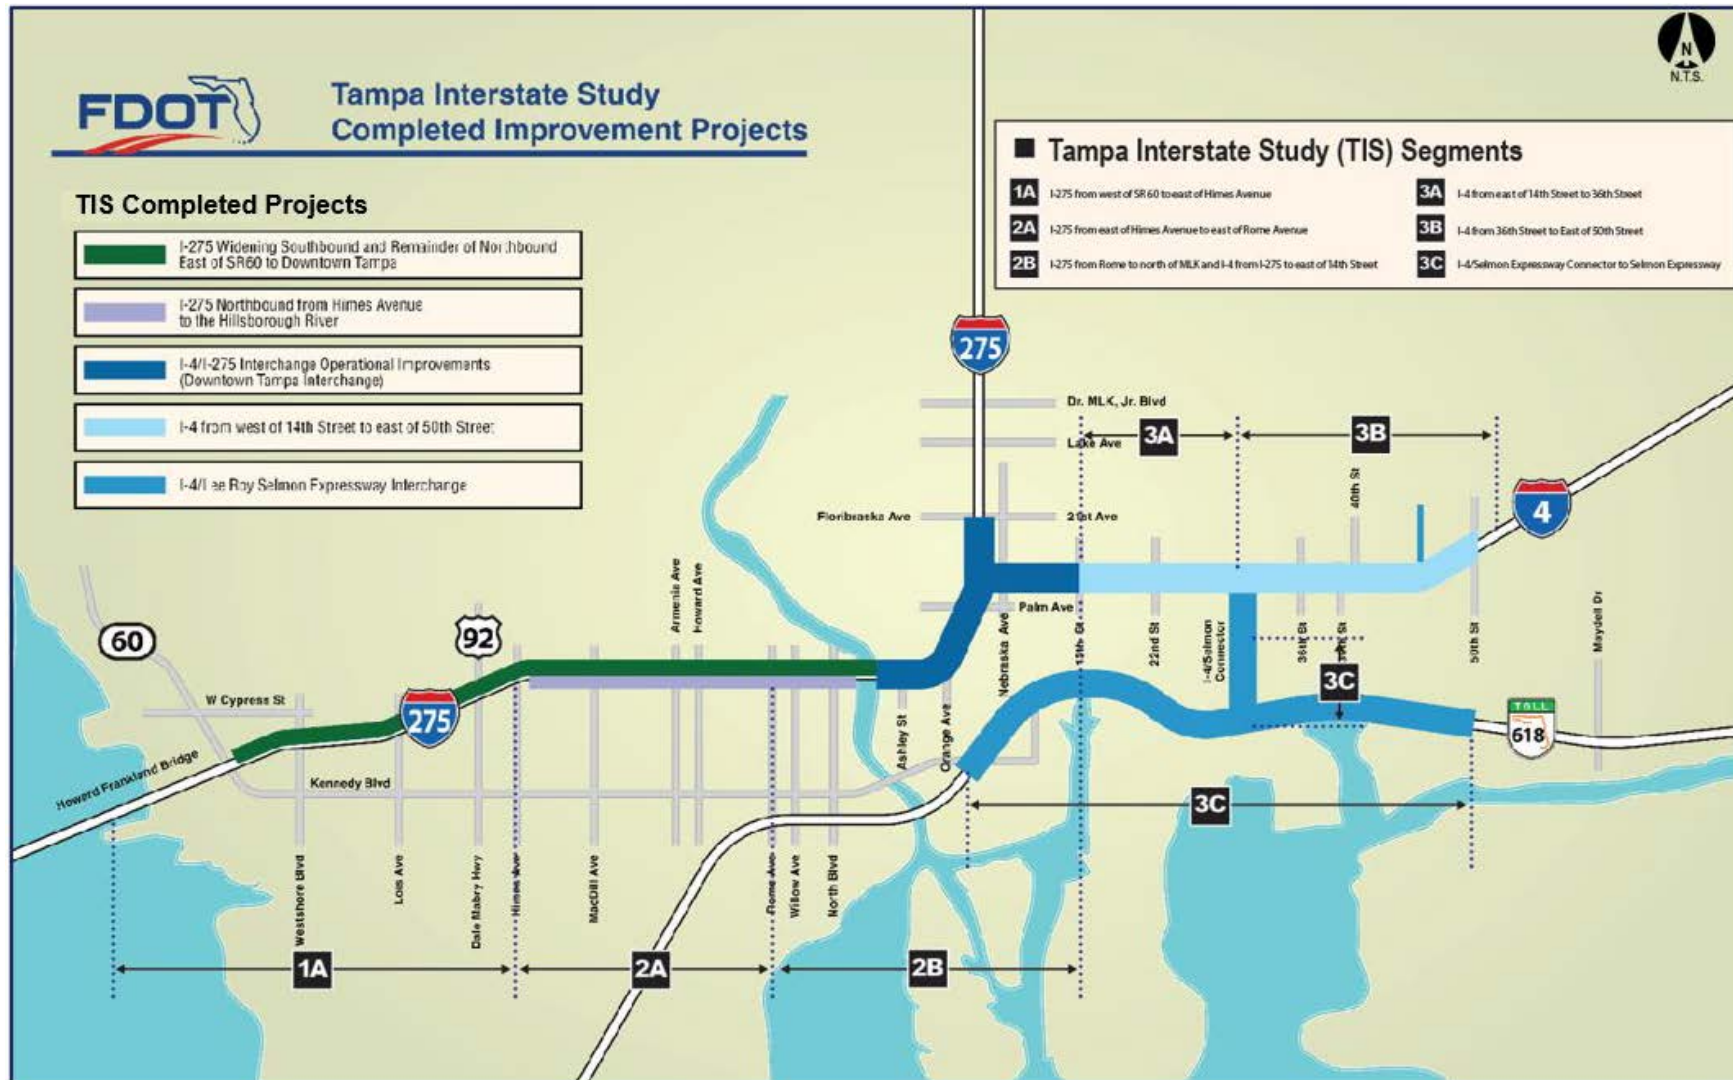 N
N.T.S.
FDOT
Tampa Interstate Study
Completed Improvement Projects
TIS Completed Projects
I-275 Widening Southbound and Remainder of Northbound
East of SR60 to Downtown Tampa
I-275 Northbound from Himes Avenue
to the Hillsborough River
I-4/I-275 Interchange Operational Improvements
(Downtown Tampa Interchange)
I-4 from west of 14th Street to east of 50th Street
I-4/Lee Roy Selmon Expressway Interchange
Tampa Interstate Study (TIS) Segments
1A I-275 from west of SR 60 to east of Himes Avenue
2A I-275 from east of Himes Avenue to east of Rome Avenue
2B I-275 from Rome to north of MLK and I-4 from I-275 to east of 14th Street
3A I-4 from east of 14th Street to 36th Street
3B I-4 from 36th Street to East of 50th Street
3C I-4/Selmon Expressway Connector to Selmon Expressway
275
Dr. MLK, Jr. Blvd
Lake Ave
3A
3B
40th St
4
Floribraska Ave
21st Ave
Palm Ave
Armenia Ave
Howard Ave
60
92
W Cypress St
275
Howard Frankland Bridge
Kennedy Blvd
Ashley St
Orange Ave
Nebraska Ave
22nd St
I-4/Selmon
Connector
36th St
50th St
Maydell Dr
3C
TOLL
618
3C
Westshore Blvd
Lois Ave
Dale Mabry Hwy
Himes Ave
MacDill Ave
Rome Ave
Willow Ave
North Blvd
1A
2A
2B